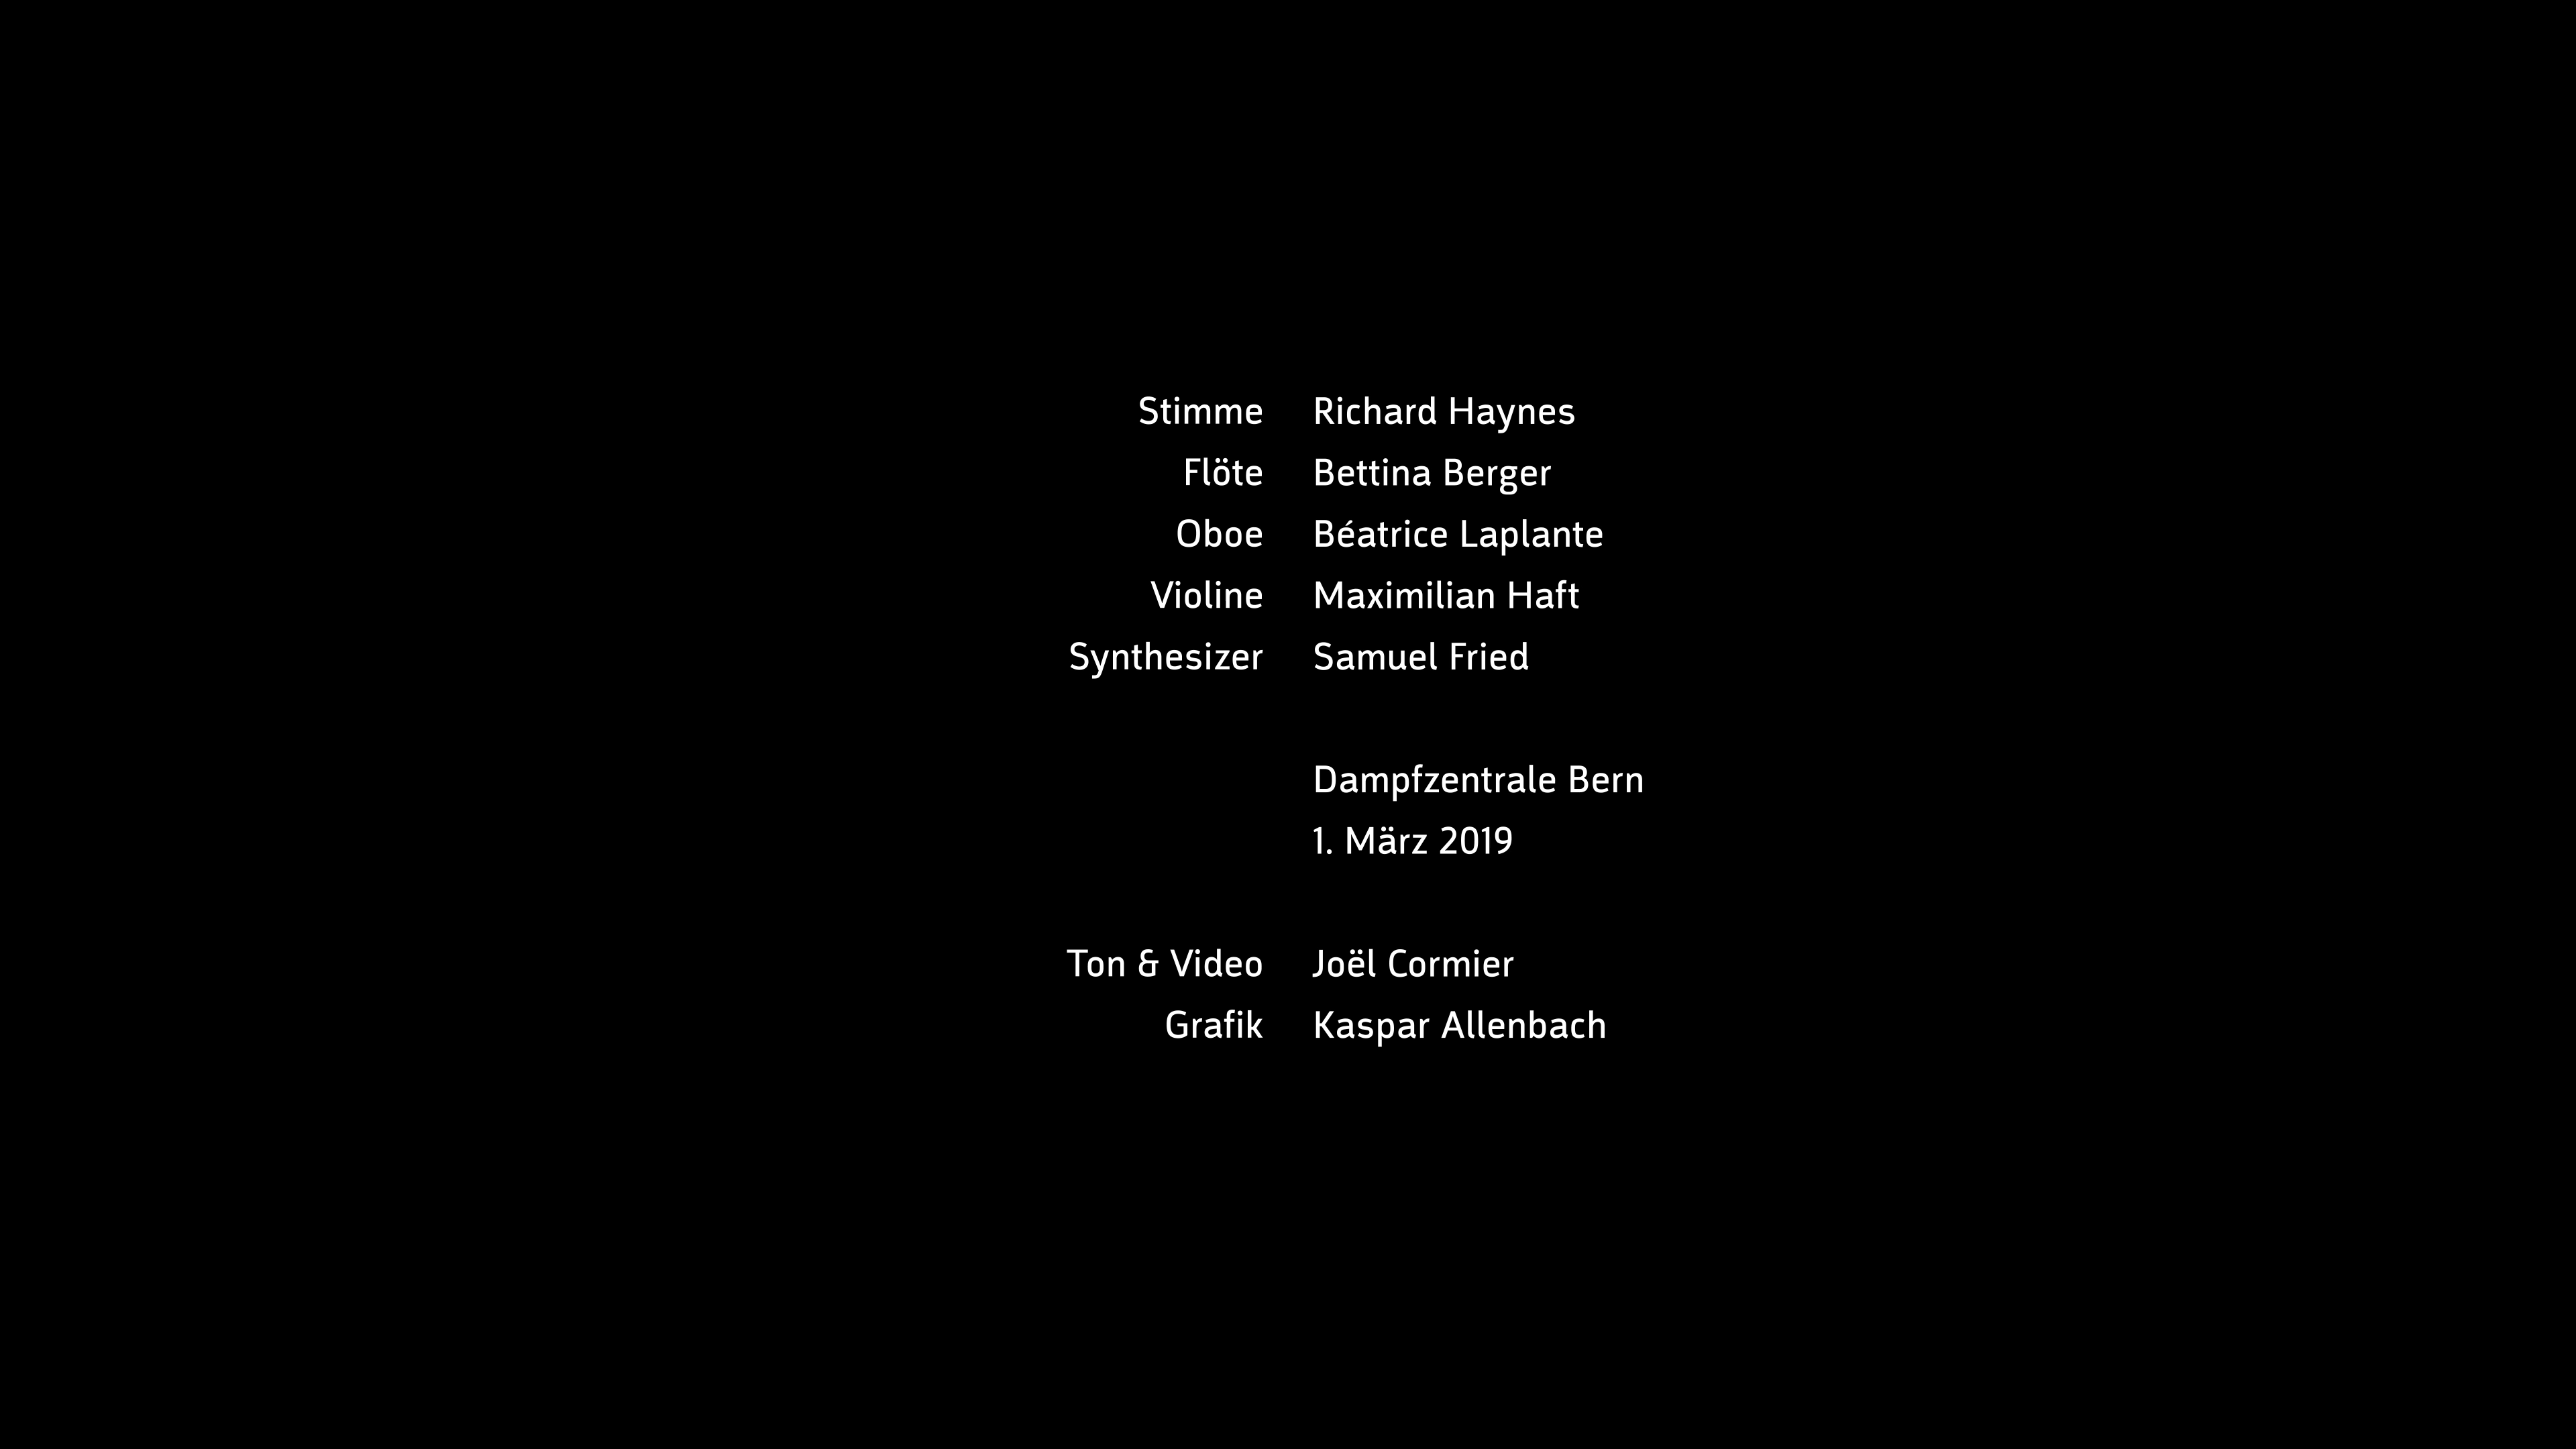 Stimme Richard Haynes
Flöte Bettina Berger
Oboe Béatrice Laplante
Violine Maximilian Haft
Synthesizer Samuel Fried
Dampfzentrale Bern
1. März 2019
Ton & Video Joël Cormier
Grafik Kaspar Allenbach